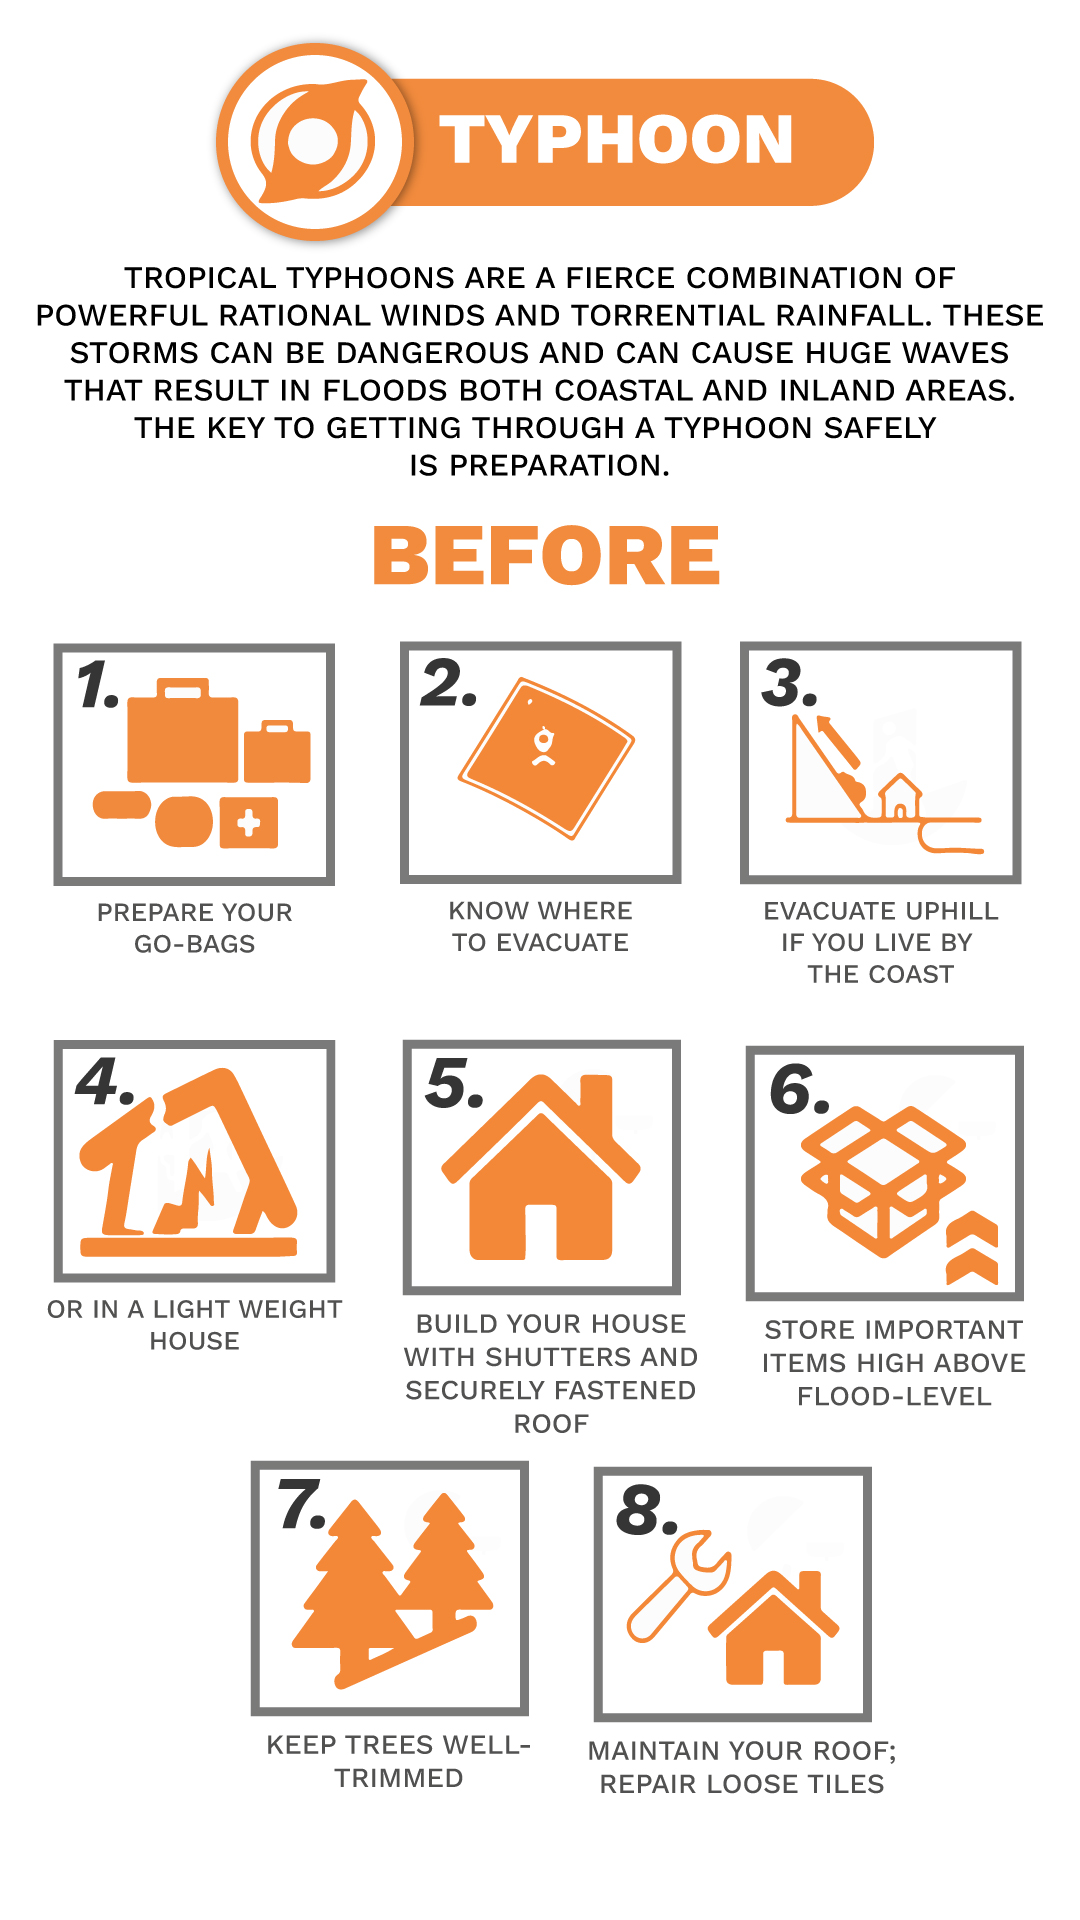 TYPHOON
TROPICAL TYPHOONS ARE A FIERCE COMBINATION OF
POWERFUL RATIONAL WINDS AND TORRENTIAL RAINFALL. THESE
STORMS CAN BE DANGEROUS AND CAN CAUSE HUGE WAVES
THAT RESULT IN FLOODS BOTH COASTAL AND INLAND AREAS.
THE KEY TO GETTING THROUGH A TYPHOON SAFELY
IS PREPARATION.
BEFORE
1.
PREPARE YOUR
GO-BAGS
2.
KNOW WHERE
TO EVACUATE
3.
EVACUATE UPHILL
IF YOU LIVE BY
THE COAST
4.
OR IN A LIGHT WEIGHT
HOUSE
5.
BUILD YOUR HOUSE
WITH SHUTTERS AND
SECURELY FASTENED
ROOF
6.
STORE IMPORTANT
ITEMS HIGH ABOVE
FLOOD-LEVEL
7.
KEEP TREES WELL-
TRIMMED
8.
MAINTAIN YOUR ROOF;
REPAIR LOOSE TILES